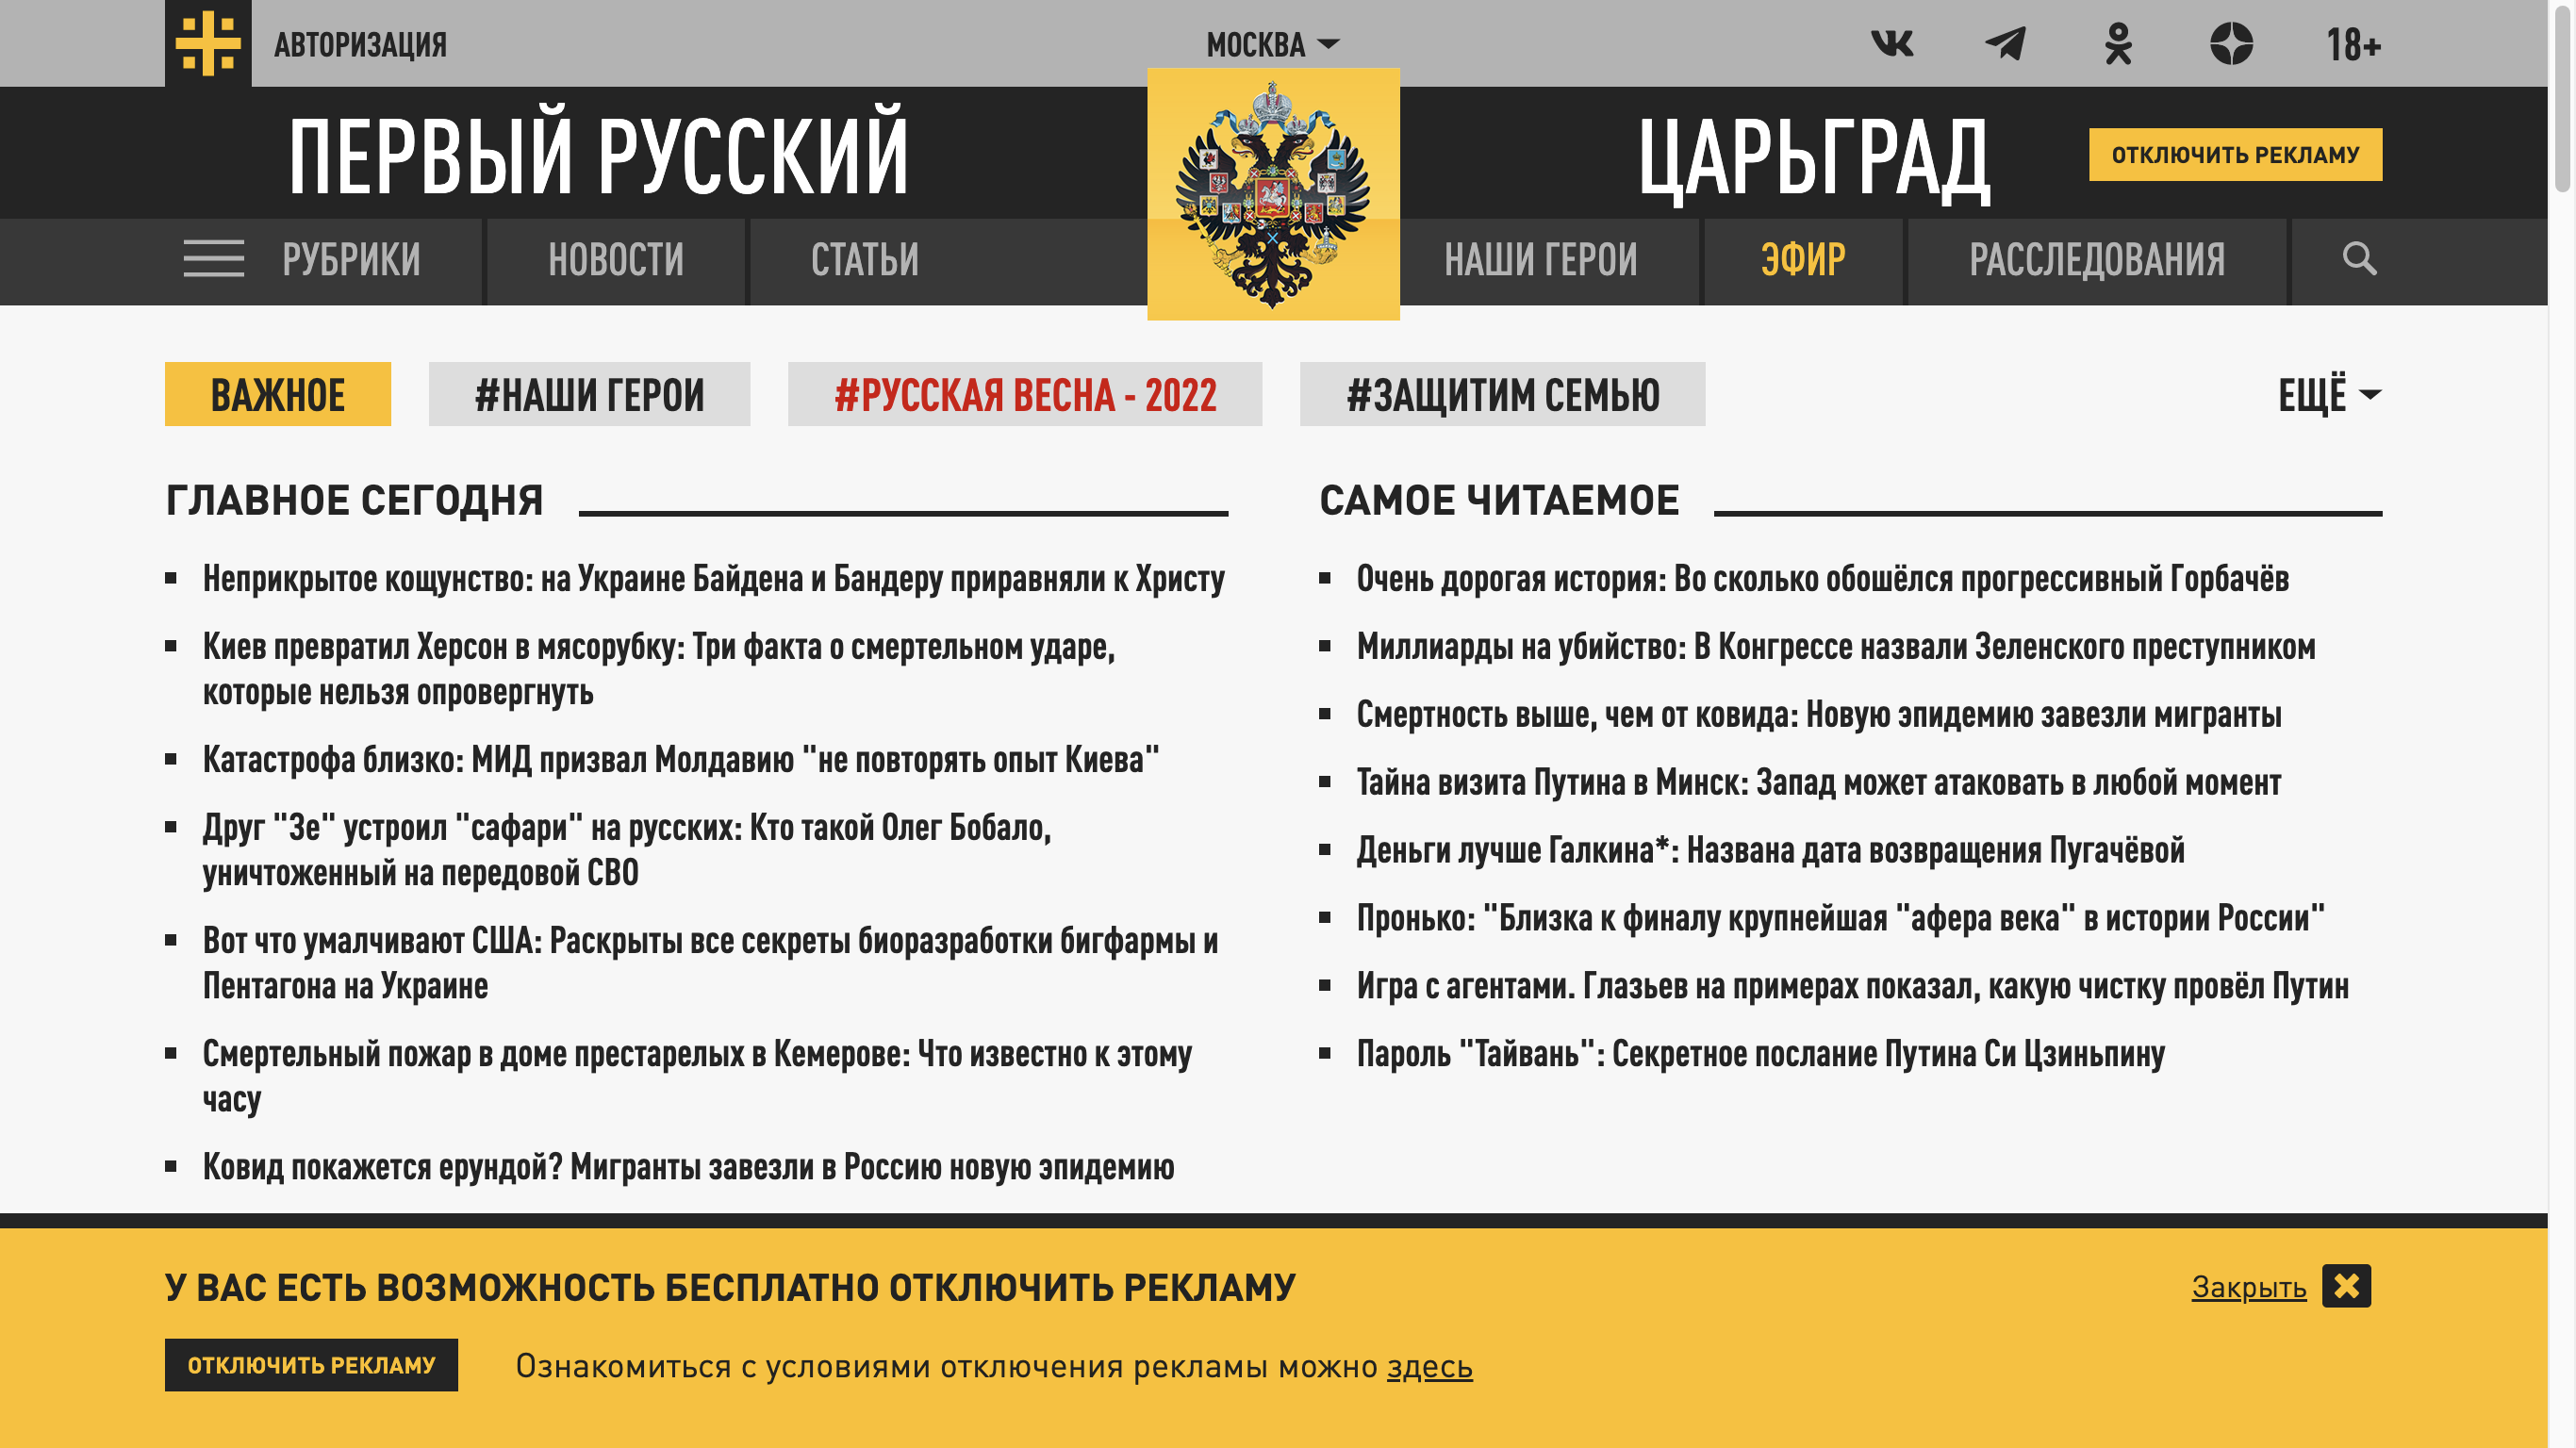 АВТОРИЗАЦИЯ
МОСКВА
18+
ПЕРВЫЙ РУССКИЙ
ЦАРЬГРАД
ОТКЛЮЧИТЬ РЕКЛАМУ
РУБРИКИ
НОВОСТИ
СТАТЬИ
НАШИ ГЕРОИ
ЭФИР
РАССЛЕДОВАНИЯ
ВАЖНОЕ
#НАШИ ГЕРОИ
#РУССКАЯ ВЕСНА - 2022
#ЗАЩИТИМ СЕМЬЮ
ЕЩЁ
ГЛАВНОЕ СЕГОДНЯ
Неприкрытое кощунство: на Украине Байдена и Бандеру приравняли к Христу
Киев превратил Херсон в мясорубку: Три факта о смертельном ударе,
которые нельзя опровергнуть
Катастрофа близко: МИД призвал Молдавию "не повторять опыт Киева"
Друг "Зе" устроил "сафари" на русских: Кто такой Олег Бобало,
уничтоженный на передовой СВО
Вот что умалчивают США: Раскрыты все секреты биоразработки бигфармы и
Пентагона на Украине
Смертельный пожар в доме престарелых в Кемерове: Что известно к этому
часу
Ковид покажется ерундой? Мигранты завезли в Россию новую эпидемию
САМОЕ ЧИТАЕМОЕ
Очень дорогая история: Во сколько обошёлся прогрессивный Горбачёв
Миллиарды на убийство: В Конгрессе назвали Зеленского преступником
Смертность выше, чем от ковида: Новую эпидемию завезли мигранты
Тайна визита Путина в Минск: Запад может атаковать в любой момент
Деньги лучше Галкина*: Названа дата возвращения Пугачёвой
Пронько: "Близка к финалу крупнейшая "афера века" в истории России"
Игра с агентами. Глазьев на примерах показал, какую чистку провёл Путин
Пароль "Тайвань": Секретное послание Путина Си Цзиньпину
У ВАС ЕСТЬ ВОЗМОЖНОСТЬ БЕСПЛАТНО ОТКЛЮЧИТЬ РЕКЛАМУ
Закрыть
ОТКЛЮЧИТЬ РЕКЛАМУ
Ознакомиться с условиями отключения рекламы можно здесь